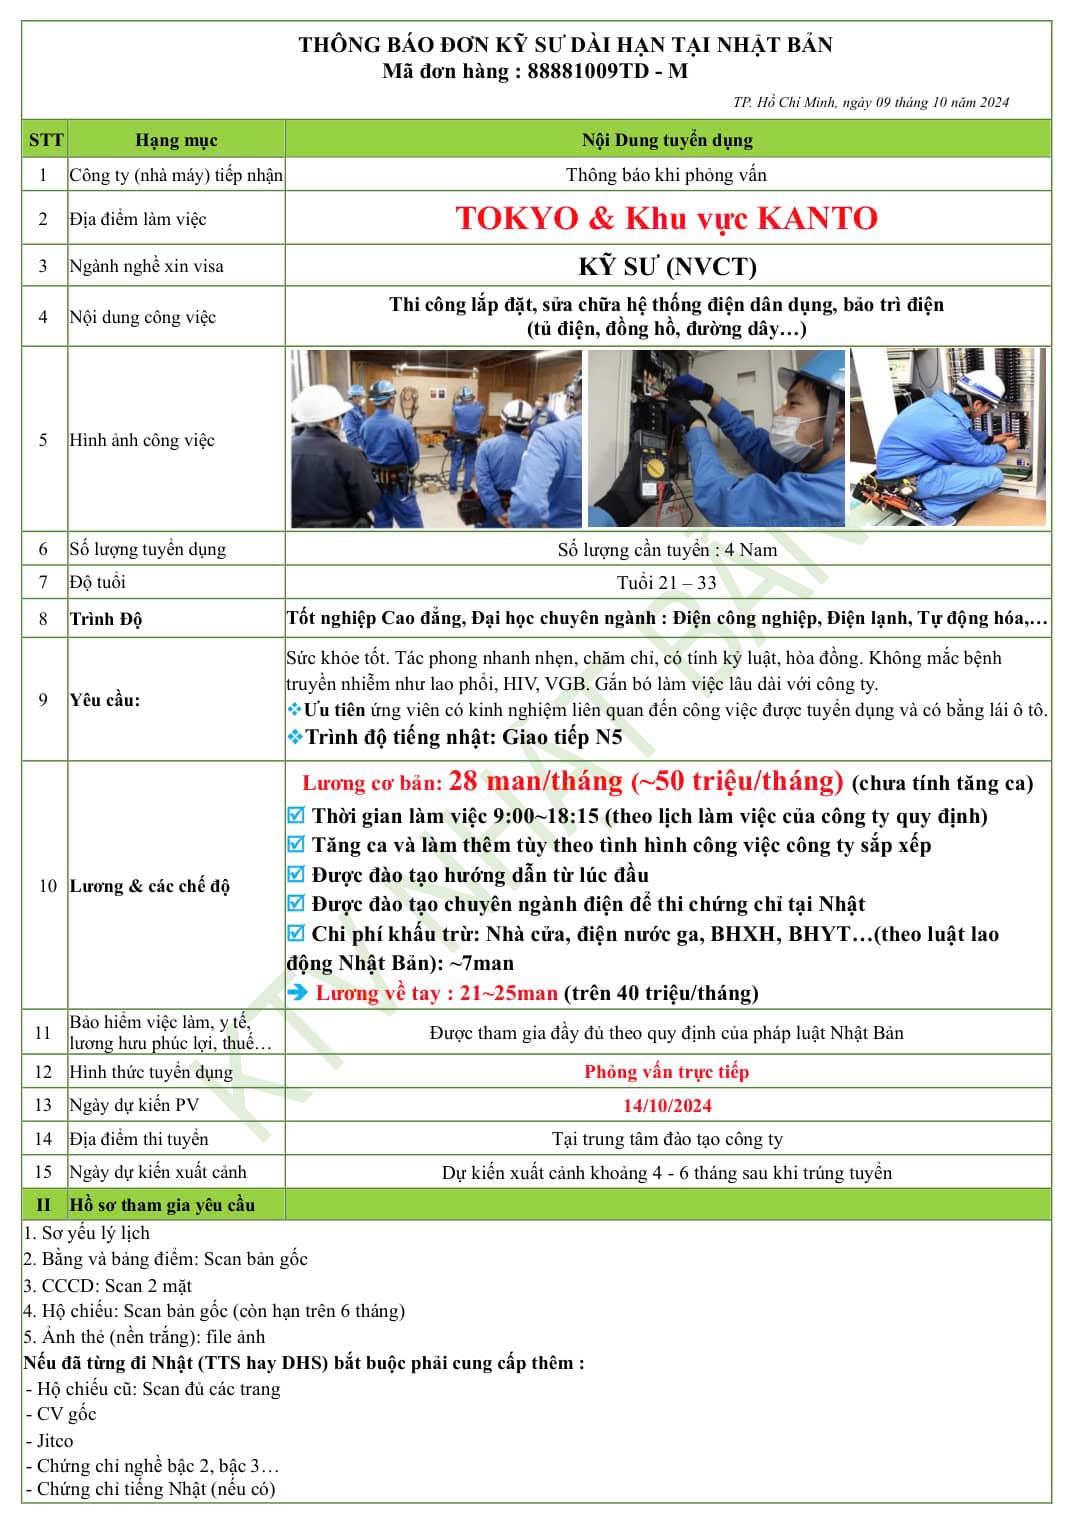 THÔNG BÁO ĐƠN KỸ SƯ DÀI HẠN TẠI NHẬT BẢN
Mã đơn hàng : 88881009TD - M
TP. Hồ Chí Minh, ngày 09 tháng 10 năm 2024
STT Hạng mục Nội Dung tuyển dụng
1 Công ty (nhà máy) tiếp nhận Thông báo khi phỏng vấn
2 Địa điểm làm việc TOKYO & Khu vực KANTO
3 Ngành nghề xin visa KỸ SƯ (NVCT)
4 Nội dung công việc Thi công lắp đặt, sửa chữa hệ thống điện dân dụng, bảo trì điện
(tủ điện, đồng hồ, đường dây…)
5 Hình ảnh công việc
6 Số lượng tuyển dụng Số lượng cần tuyển : 4 Nam
7 Độ tuổi Tuổi 21 – 33
8 Trình Độ Tốt nghiệp Cao đẳng, Đại học chuyên ngành : Điện công nghiệp, Điện lạnh, Tự động hóa,…
9 Yêu cầu: Sức khỏe tốt. Tác phong nhanh nhẹn, chăm chỉ, có tính kỷ luật, hòa đồng. Không mắc bệnh
truyền nhiễm như lao phổi, HIV, VGB. Gắn bó làm việc lâu dài với công ty.
❖Ưu tiên ứng viên có kinh nghiệm liên quan đến công việc được tuyển dụng và có bằng lái ô tô.
❖Trình độ tiếng nhật: Giao tiếp N5
10 Lương & các chế độ Lương cơ bản: 28 man/tháng (~50 triệu/tháng) (chưa tính tăng ca)
☑ Thời gian làm việc 9:00~18:15 (theo lịch làm việc của công ty quy định)
☑ Tăng ca và làm thêm tùy theo tình hình công việc công ty sắp xếp
☑ Được đào tạo hướng dẫn từ lúc đầu
☑ Được đào tạo chuyên ngành điện để thi chứng chỉ tại Nhật
☑ Chi phí khấu trừ: Nhà cửa, điện nước ga, BHXH, BHYT…(theo luật lao
động Nhật Bản): ~7man
➔ Lương về tay : 21~25man (trên 40 triệu/tháng)
11 Bảo hiểm việc làm, y tế,
lương hưu phúc lợi, thuế… Được tham gia đầy đủ theo quy định của pháp luật Nhật Bản
12 Hình thức tuyển dụng Phỏng vấn trực tiếp
13 Ngày dự kiến PV 14/10/2024
14 Địa điểm thi tuyển Tại trung tâm đào tạo công ty
15 Ngày dự kiến xuất cảnh Dự kiến xuất cảnh khoảng 4 - 6 tháng sau khi trúng tuyển
II Hồ sơ tham gia yêu cầu
1. Sơ yếu lý lịch
2. Bằng và bảng điểm: Scan bản gốc
3. CCCD: Scan 2 mặt
4. Hộ chiếu: Scan bản gốc (còn hạn trên 6 tháng)
5. Ảnh thẻ (nền trắng): file ảnh
Nếu đã từng đi Nhật (TTS hay DHS) bắt buộc phải cung cấp thêm :
- Hộ chiếu cũ: Scan đủ các trang
- CV gốc
- Jitco
- Chứng chỉ nghề bậc 2, bậc 3…
- Chứng chỉ tiếng Nhật (nếu có)
KTV NHẬT BẢN